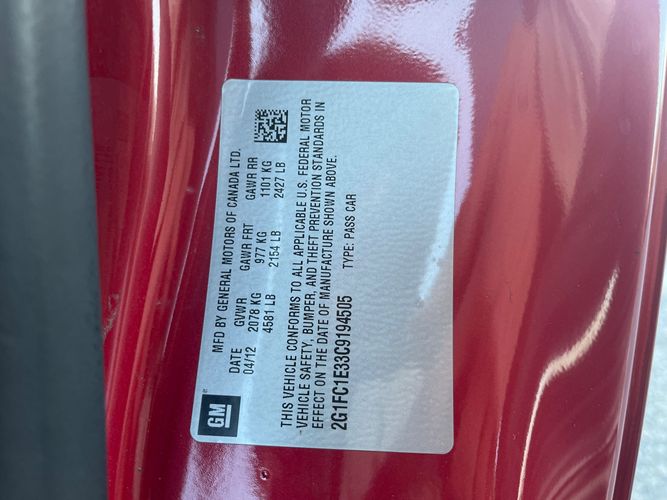 GM
MFD BY GENERAL MOTORS OF CANADA LTD.
DATE GVWR GAWR FRT GAWR RR
04/12 2078 KG 977 KG 1101 KG
4581 LB 2154 LB 2427 LB
THIS VEHICLE CONFORMS TO ALL APPLICABLE U.S. FEDERAL MOTOR
VEHICLE SAFETY, BUMPER, AND THEFT PREVENTION STANDARDS IN
EFFECT ON THE DATE OF MANUFACTURE SHOWN ABOVE.
2G1FC1E33C9194505 TYPE: PASS CAR